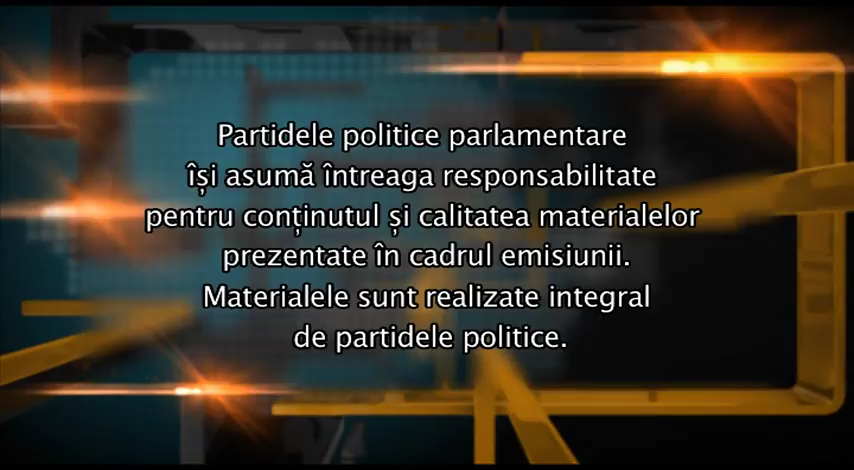 Partidele politice parlamentare
își asumă întreaga responsabilitate
pentru conținutul și calitatea materialelor
prezentate în cadrul emisiunii.
Materialele sunt realizate integral
de partidele politice.